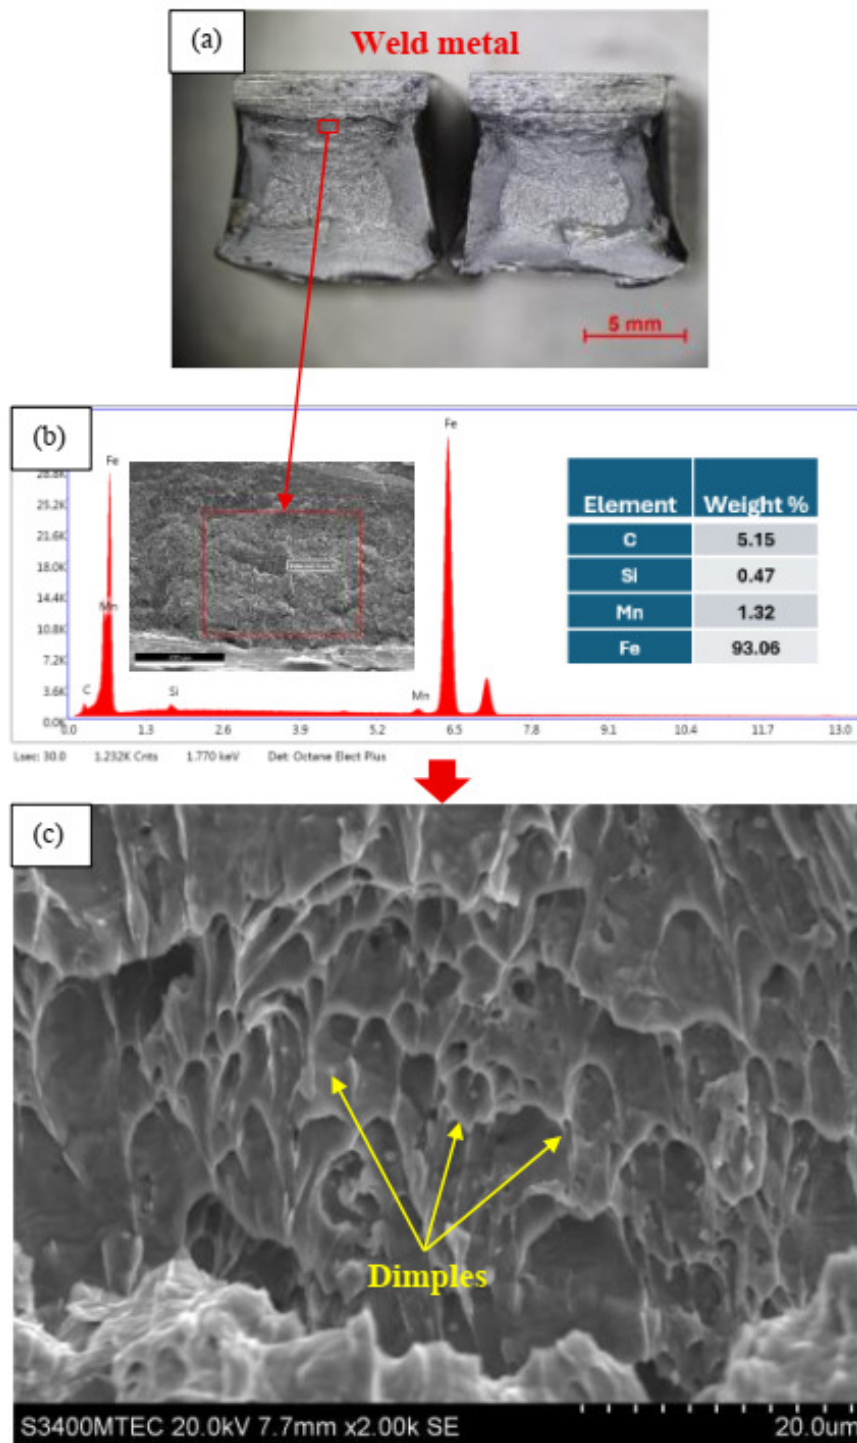 (a)
Weld metal
5 mm
(b)
Fe
Fe
28.8K
25.2K
21.6K
18.0K
14.4K
10.8K
7.2K
3.6K
0.0K
Mn
C
Si
Mn
0.0 1.3 2.6 3.9 5.2 6.5 7.8 9.1 10.4 11.7 13.0
Element Weight %
C 5.15
Si 0.47
Mn 1.32
Fe 93.06
Lsec: 30.0 1.232K Cnts 1.770 keV Det: Octane Elect Plus
(c)
Dimples
S3400MTEC 20.0kV 7.7mm x2.00k SE 20.0um